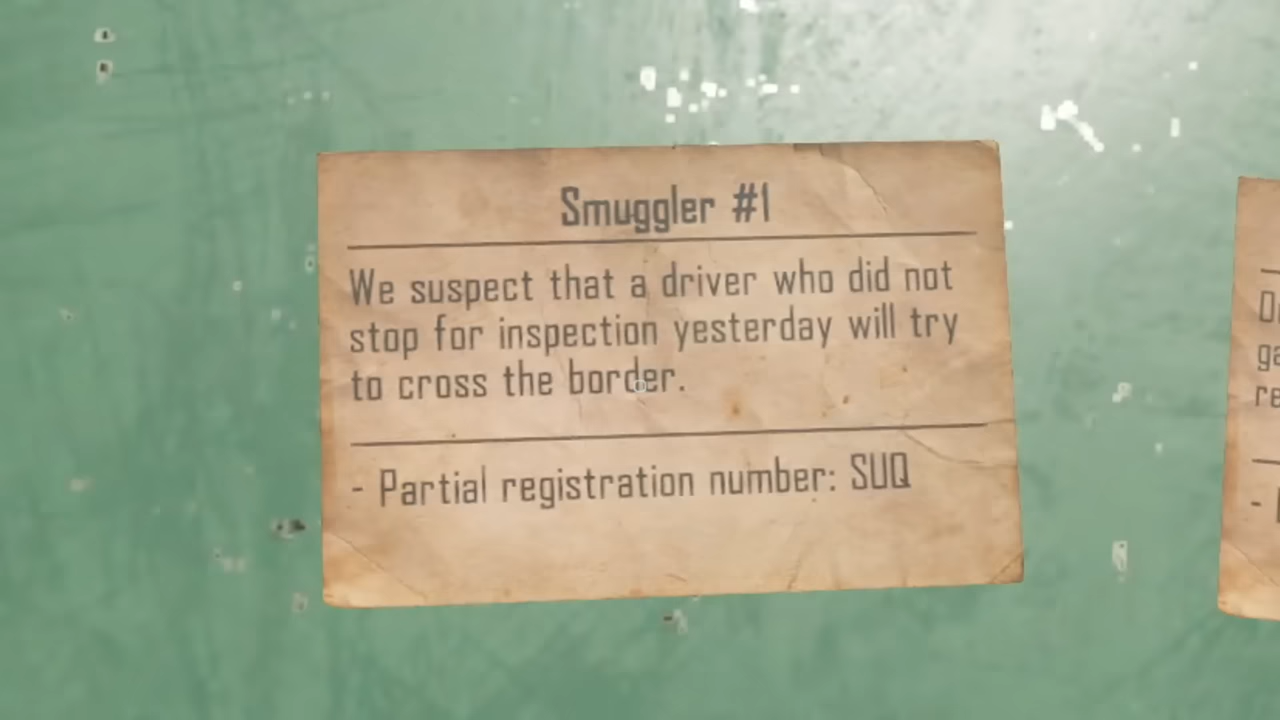 Smuggler #1
We suspect that a driver who did not
stop for inspection yesterday will try
to cross the border.
- Partial registration number: SUQ